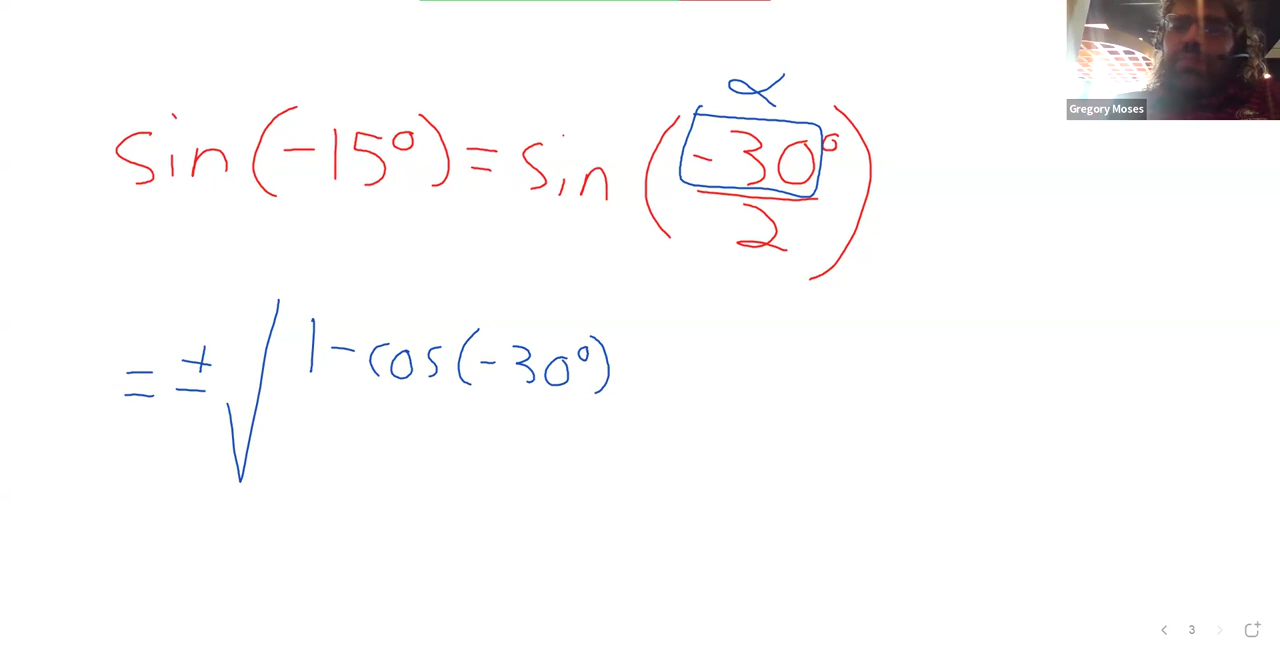 α
sin(-15°) = sin(-30°/2)
= ± √ 1 - cos(-30°)
Gregory Moses
3